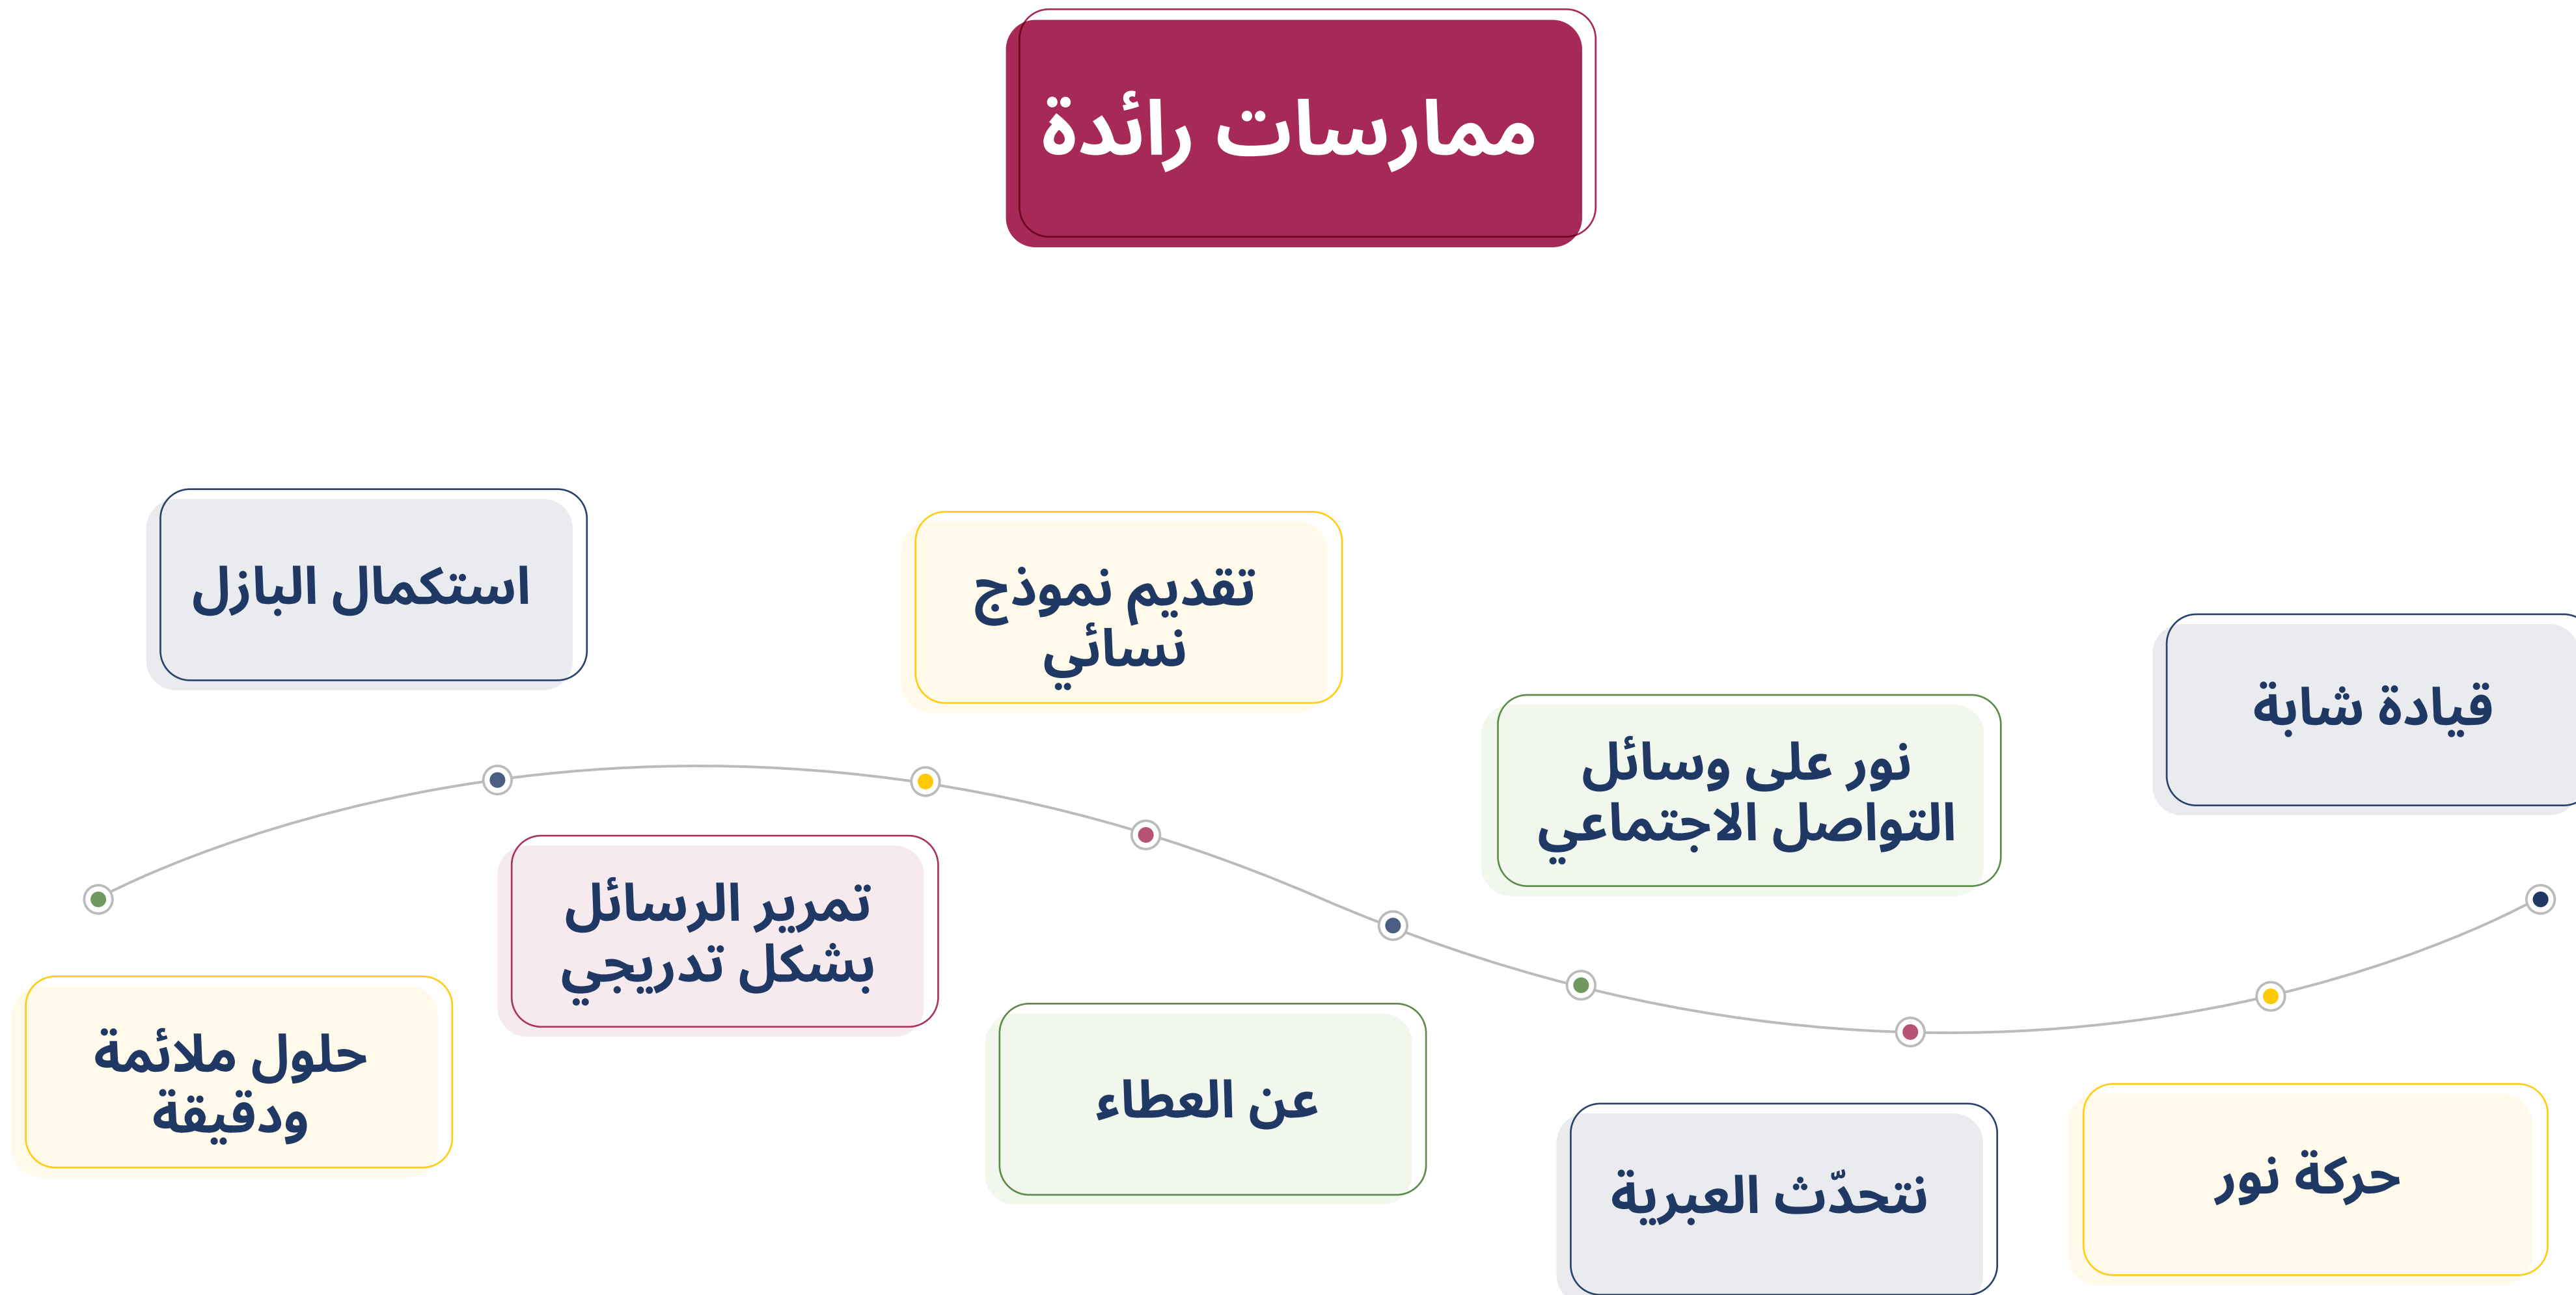 ممارسات رائدة
قيادة شابة
حركة نور
نور على وسائل
التواصل الاجتماعي
نتحدّث العبرية
عن العطاء
تقديم نموذج
نسائي
تمرير الرسائل
بشكل تدريجي
استكمال البازل
حلول ملائمة
ودقيقة